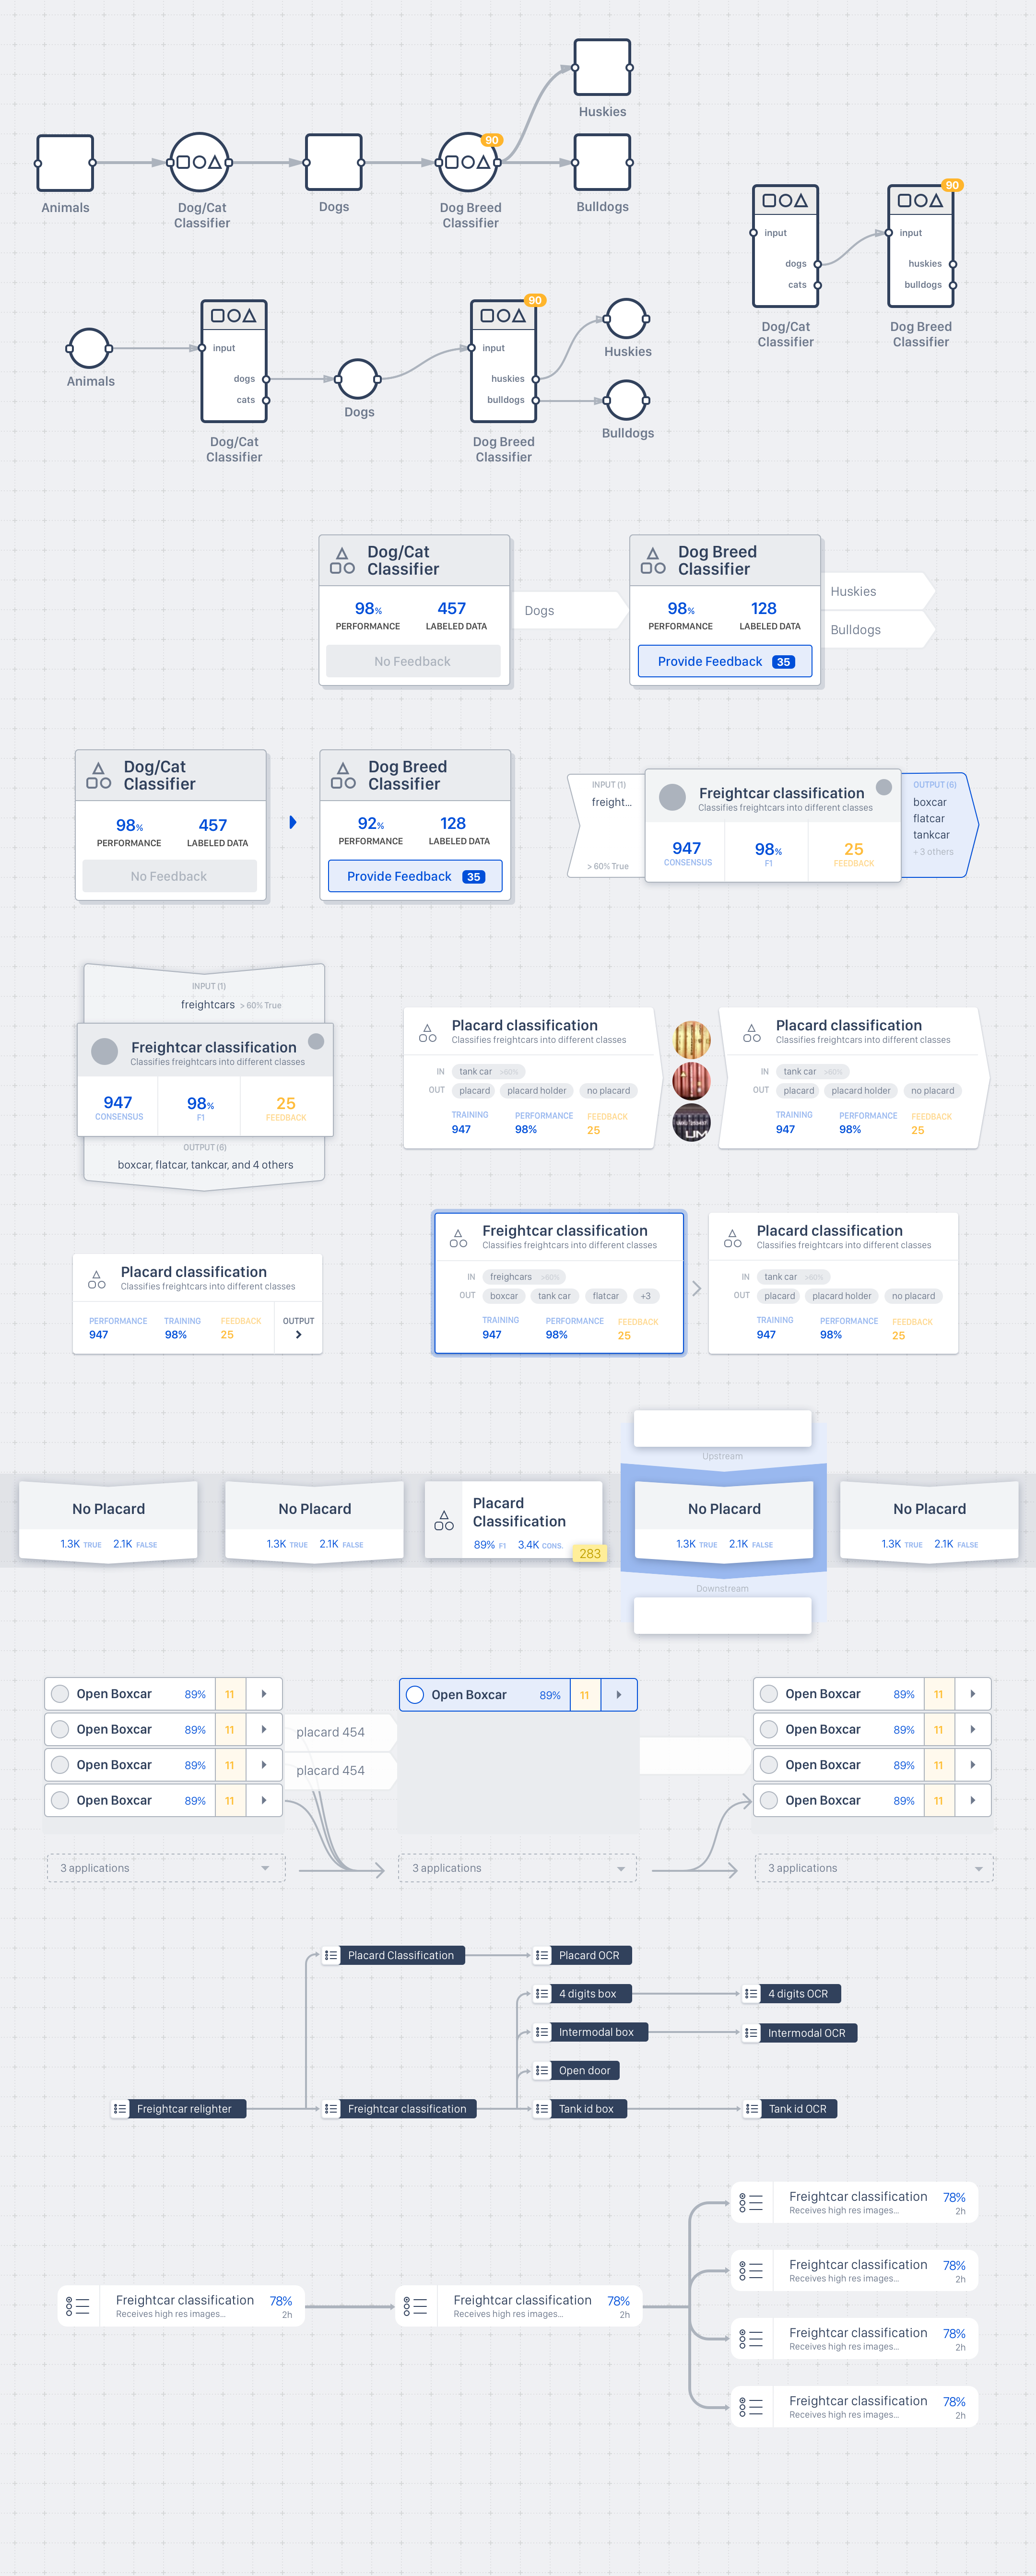 Huskies
90
Animals
Dog/Cat
Classifier
Dogs
Dog Breed
Classifier
Bulldogs
90
input
dogs
cats
input
huskies
bulldogs
Dog/Cat
Classifier
Dog Breed
Classifier
Animals
input
dogs
cats
Dog/Cat
Classifier
Dogs
90
input
huskies
bulldogs
Dog Breed
Classifier
Huskies
Bulldogs
Dog/Cat
Classifier
98%
457
PERFORMANCE
LABELED DATA
No Feedback
Dogs
Dog Breed
Classifier
98%
128
PERFORMANCE
LABELED DATA
Provide Feedback 35
Huskies
Bulldogs
Dog/Cat
Classifier
98%
457
PERFORMANCE
LABELED DATA
No Feedback
Dog Breed
Classifier
92%
128
PERFORMANCE
LABELED DATA
Provide Feedback 35
INPUT (1)
freight...
> 60% True
Freightcar classification
Classifies freightcars into different classes
947
CONSENSUS
98%
F1
25
FEEDBACK
OUTPUT (6)
boxcar
flatcar
tankcar
+ 3 others
INPUT (1)
freightcars > 60% True
Freightcar classification
Classifies freightcars into different classes
947
CONSENSUS
98%
F1
25
FEEDBACK
OUTPUT (6)
boxcar, flatcar, tankcar, and 4 others
Placard classification
Classifies freightcars into different classes
IN tank car >60%
OUT placard placard holder no placard
TRAINING PERFORMANCE FEEDBACK
947 98% 25
UM
Placard classification
Classifies freightcars into different classes
IN tank car >60%
OUT placard placard holder no placard
TRAINING PERFORMANCE FEEDBACK
947 98% 25
Placard classification
Classifies freightcars into different classes
PERFORMANCE TRAINING FEEDBACK OUTPUT
947 98% 25
Freightcar classification
Classifies freightcars into different classes
IN freighcars >60%
OUT boxcar tank car flatcar +3
TRAINING PERFORMANCE FEEDBACK
947 98% 25
Placard classification
Classifies freightcars into different classes
IN tank car >60%
OUT placard placard holder no placard
TRAINING PERFORMANCE FEEDBACK
947 98% 25
No Placard
1.3K TRUE 2.1K FALSE
No Placard
1.3K TRUE 2.1K FALSE
Placard
Classification
89% F1 3.4K CONS.
283
Upstream
No Placard
1.3K TRUE 2.1K FALSE
Downstream
No Placard
1.3K TRUE 2.1K FALSE
Open Boxcar 89% 11
Open Boxcar 89% 11
Open Boxcar 89% 11
Open Boxcar 89% 11
placard 454
placard 454
3 applications
Open Boxcar 89% 11
3 applications
Open Boxcar 89% 11
Open Boxcar 89% 11
Open Boxcar 89% 11
Open Boxcar 89% 11
3 applications
Placard Classification
Placard OCR
4 digits box
4 digits OCR
Intermodal box
Intermodal OCR
Open door
Freightcar relighter
Freightcar classification
Tank id box
Tank id OCR
Freightcar classification 78%
Receives high res images... 2h
Freightcar classification 78%
Receives high res images... 2h
Freightcar classification 78%
Receives high res images... 2h
Freightcar classification 78%
Receives high res images... 2h
Freightcar classification 78%
Receives high res images... 2h
Freightcar classification 78%
Receives high res images... 2h